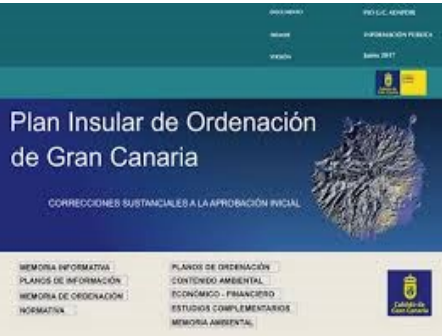 DOCUMENTO
PIO G.C. ADAPOR
INFORMACIÓN PÚBLICA
VERSIÓN
Junio 2017
Plan Insular de Ordenación
de Gran Canaria
CORRECCIONES SUSTANCIALES A LA APROBACIÓN INICIAL
MEMORIA INFORMATIVA
PLANOS DE INFORMACIÓN
MEMORIA DE ORDENACIÓN
NORMATIVA
PLANOS DE ORDENACIÓN
CONTENIDO AMBIENTAL
ECONÓMICO - FINANCIERO
ESTUDIOS COMPLEMENTARIOS
MEMORIA AMBIENTAL
Cabildo de
Gran Canaria